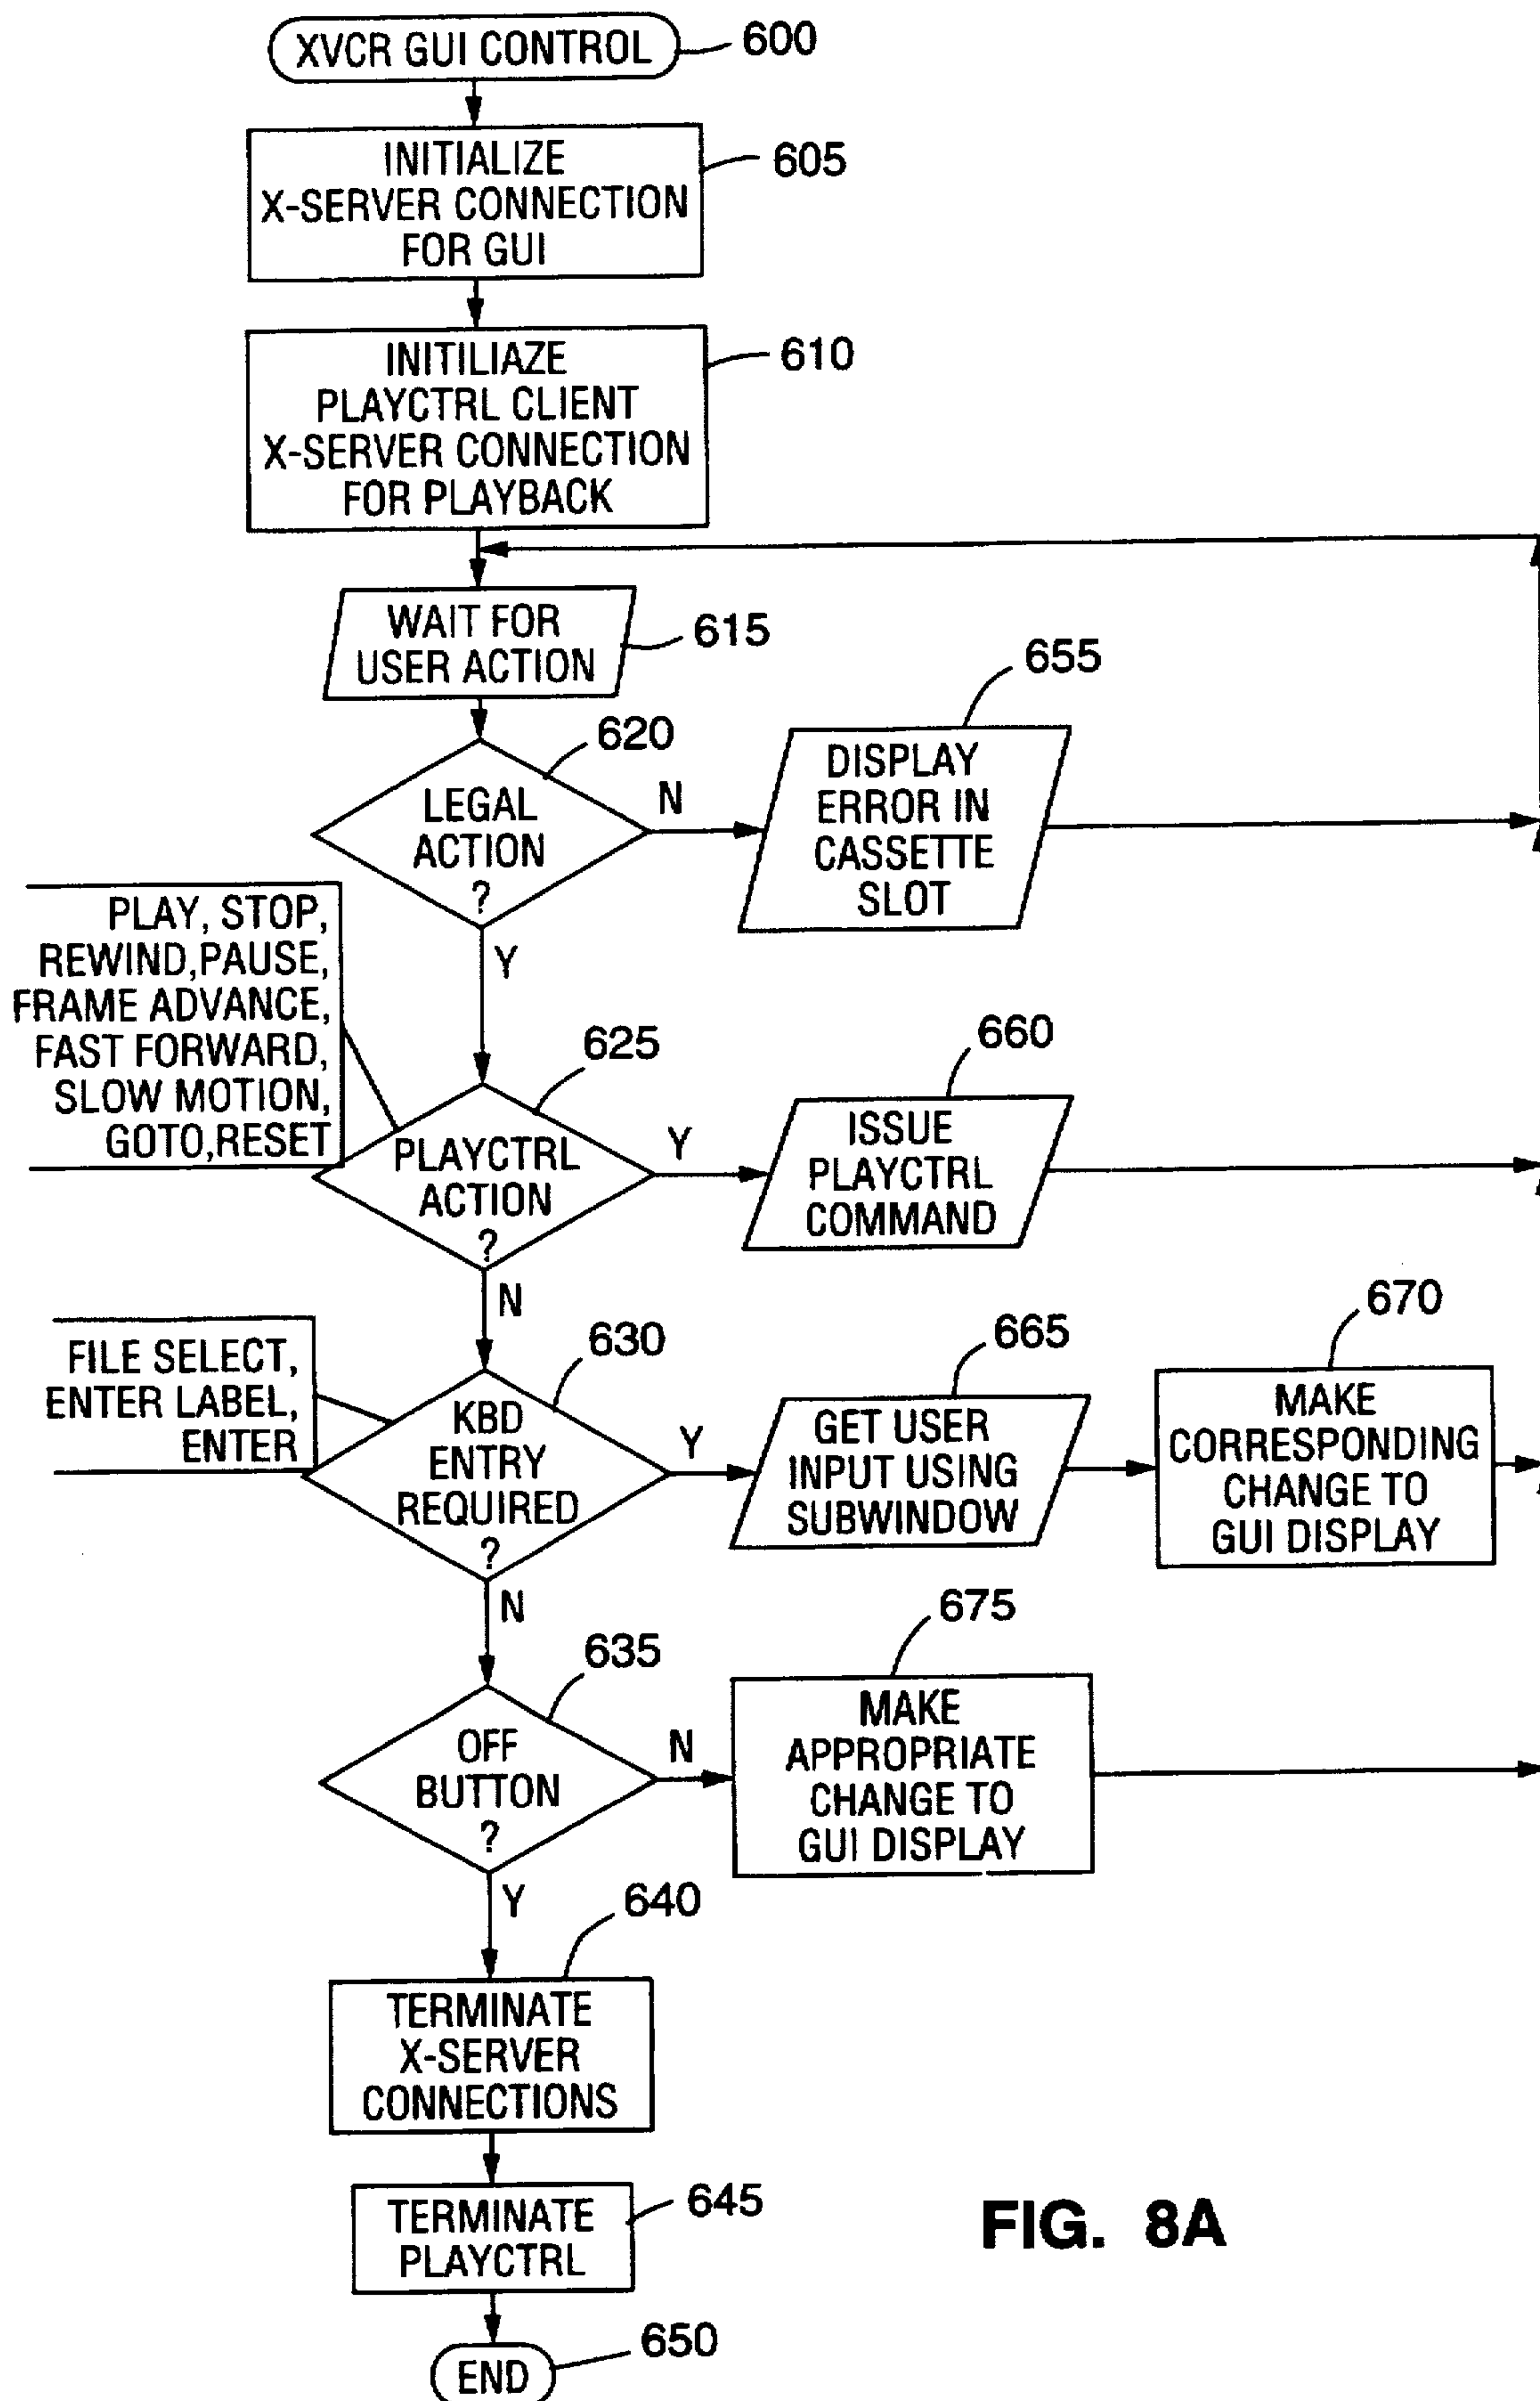 XVCR GUI CONTROL
600
INITIALIZE
X-SERVER CONNECTION
FOR GUI
605
INITILIAZE
PLAYCTRL CLIENT
X-SERVER CONNECTION
FOR PLAYBACK
610
WAIT FOR
USER ACTION
615
LEGAL
ACTION
?
620
N
Y
DISPLAY
ERROR IN
CASSETTE
SLOT
655
PLAY, STOP,
REWIND,PAUSE,
FRAME ADVANCE,
FAST FORWARD,
SLOW MOTION,
GOTO,RESET
PLAYCTRL
ACTION
?
625
Y
N
ISSUE
PLAYCTRL
COMMAND
660
FILE SELECT,
ENTER LABEL,
ENTER
KBD
ENTRY
REQUIRED
?
630
Y
N
GET USER
INPUT USING
SUBWINDOW
665
MAKE
CORRESPONDING
CHANGE TO
GUI DISPLAY
670
OFF
BUTTON
?
635
N
Y
MAKE
APPROPRIATE
CHANGE TO
GUI DISPLAY
675
TERMINATE
X-SERVER
CONNECTIONS
640
TERMINATE
PLAYCTRL
645
END
650
FIG. 8A